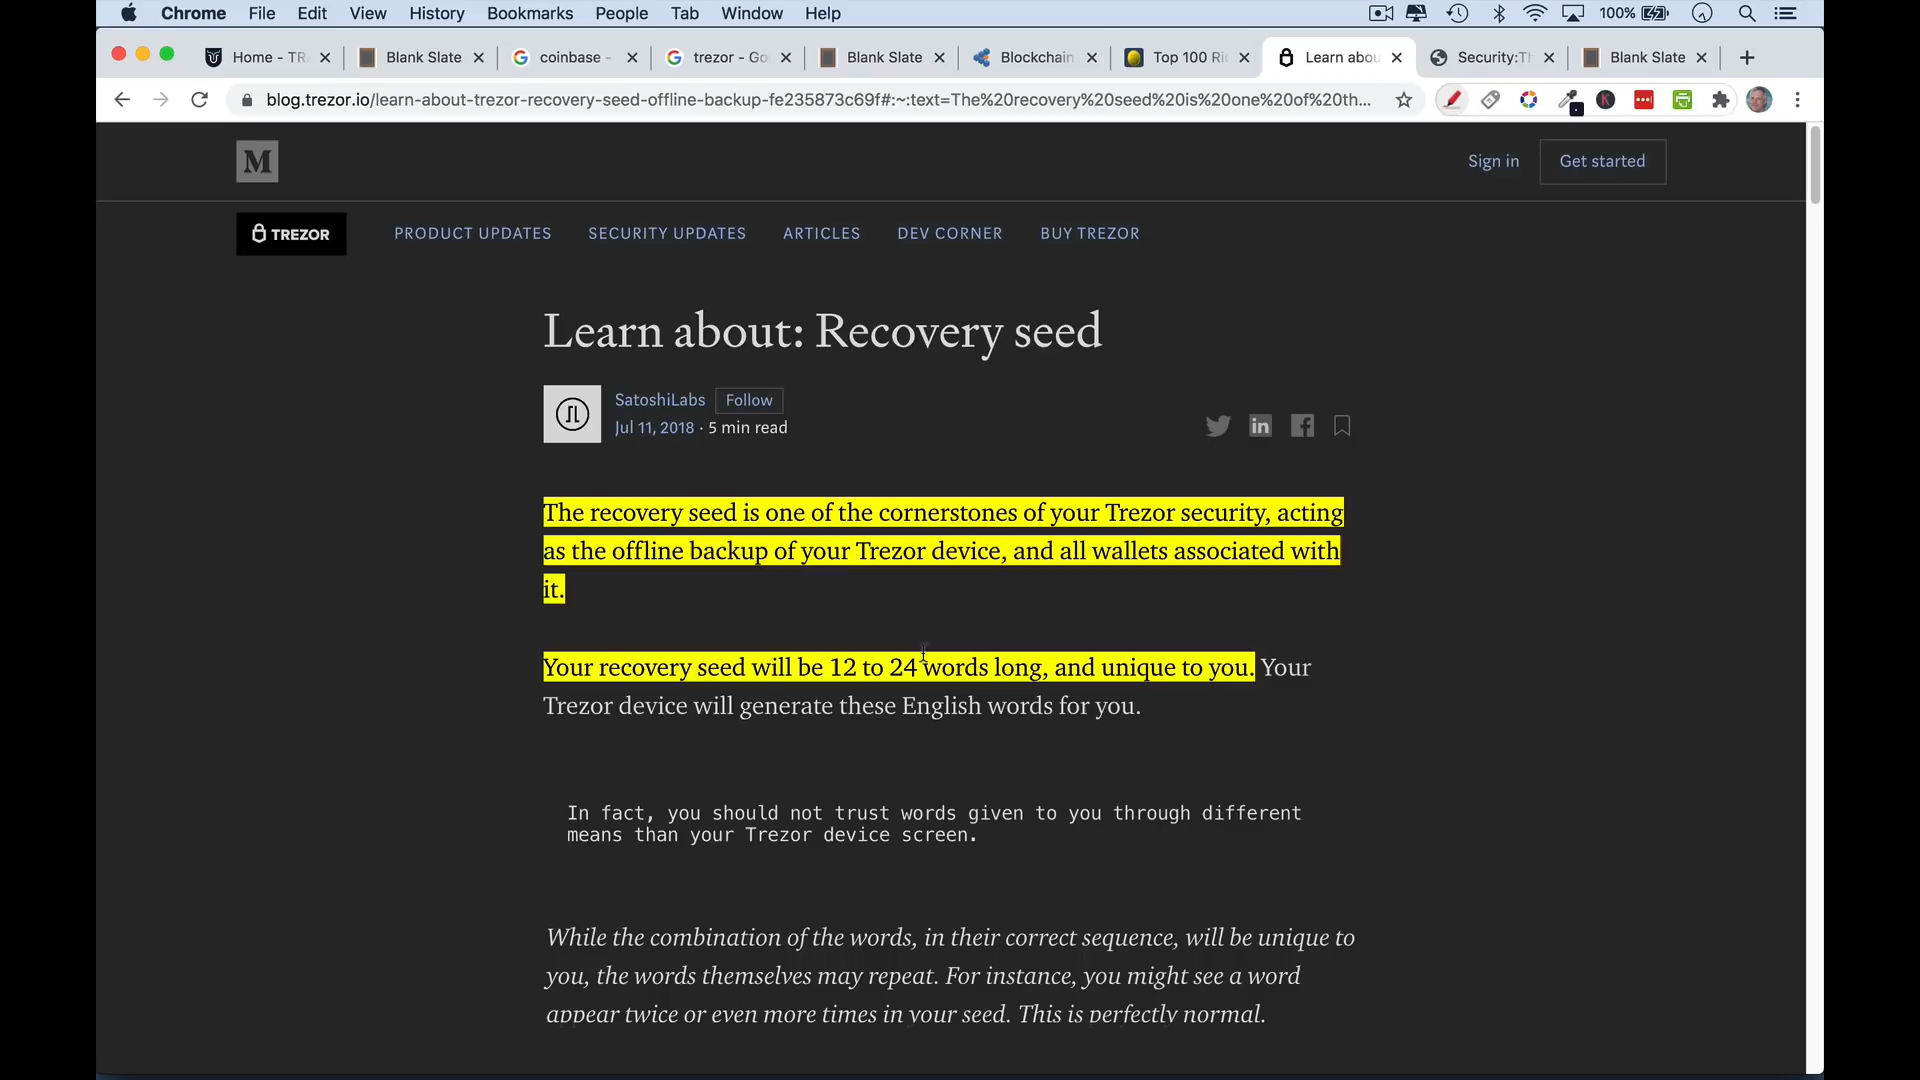 Chrome File Edit View History Bookmarks People Tab Window Help 100%
Home - TR Blank Slate coinbase - trezor - Go Blank Slate Blockchain Top 100 Ri Learn abou Security:Th Blank Slate
blog.trezor.io/learn-about-trezor-recovery-seed-offline-backup-fe235873c69f#:~:text=The%20recovery%20seed%20is%20one%20of%20th...
M Sign in Get started
TREZOR PRODUCT UPDATES SECURITY UPDATES ARTICLES DEV CORNER BUY TREZOR
Learn about: Recovery seed
SatoshiLabs Follow
Jul 11, 2018 · 5 min read
The recovery seed is one of the cornerstones of your Trezor security, acting
as the offline backup of your Trezor device, and all wallets associated with
it.
Your recovery seed will be 12 to 24 words long, and unique to you. Your
Trezor device will generate these English words for you.
In fact, you should not trust words given to you through different
means than your Trezor device screen.
While the combination of the words, in their correct sequence, will be unique to
you, the words themselves may repeat. For instance, you might see a word
appear twice or even more times in your seed. This is perfectly normal.